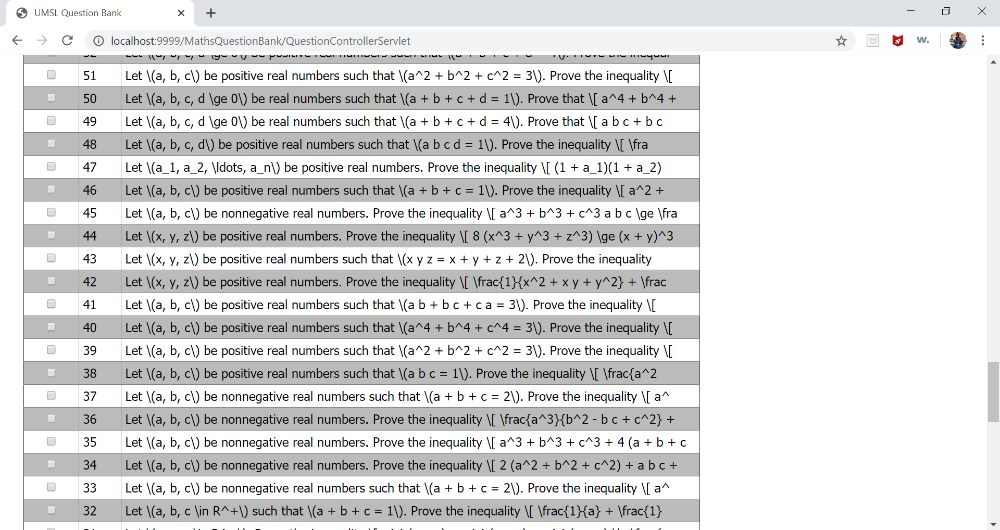 UMSL Question Bank
localhost:9999/MathsQuestionBank/QuestionControllerServlet
w.
51 Let \(a, b, c\) be positive real numbers such that \(a^2 + b^2 + c^2 = 3\). Prove the inequality \[
50 Let \(a, b, c, d \ge 0\) be real numbers such that \(a + b + c + d = 1\). Prove that \[ a^4 + b^4 +
49 Let \(a, b, c, d \ge 0\) be real numbers such that \(a + b + c + d = 4\). Prove that \[ a b c + b c
48 Let \(a, b, c, d\) be positive real numbers such that \(a b c d = 1\). Prove the inequality \[ \fra
47 Let \(a_1, a_2, \ldots, a_n\) be positive real numbers. Prove the inequality \[ (1 + a_1)(1 + a_2)
46 Let \(a, b, c\) be positive real numbers such that \(a + b + c = 1\). Prove the inequality \[ a^2 +
45 Let \(a, b, c\) be nonnegative real numbers. Prove the inequality \[ a^3 + b^3 + c^3 a b c \ge \fra
44 Let \(x, y, z\) be positive real numbers. Prove the inequality \[ 8 (x^3 + y^3 + z^3) \ge (x + y)^3
43 Let \(x, y, z\) be positive real numbers such that \(x y z = x + y + z + 2\). Prove the inequality
42 Let \(x, y, z\) be positive real numbers. Prove the inequality \[ \frac{1}{x^2 + x y + y^2} + \frac
41 Let \(a, b, c\) be positive real numbers such that \(a b + b c + c a = 3\). Prove the inequality \[
40 Let \(a, b, c\) be positive real numbers such that \(a^4 + b^4 + c^4 = 3\). Prove the inequality \[
39 Let \(a, b, c\) be positive real numbers such that \(a^2 + b^2 + c^2 = 3\). Prove the inequality \[
38 Let \(a, b, c\) be positive real numbers such that \(a b c = 1\). Prove the inequality \[ \frac{a^2
37 Let \(a, b, c\) be nonnegative real numbers such that \(a + b + c = 2\). Prove the inequality \[ a^
36 Let \(a, b, c\) be nonnegative real numbers. Prove the inequality \[ \frac{a^3}{b^2 - b c + c^2} +
35 Let \(a, b, c\) be nonnegative real numbers. Prove the inequality \[ a^3 + b^3 + c^3 + 4 (a + b + c
34 Let \(a, b, c\) be nonnegative real numbers. Prove the inequality \[ 2 (a^2 + b^2 + c^2) + a b c +
33 Let \(a, b, c\) be nonnegative real numbers such that \(a + b + c = 2\). Prove the inequality \[ a^
32 Let \(a, b, c \in R^+\) such that \(a + b + c = 1\). Prove the inequality \[ \frac{1}{a} + \frac{1}